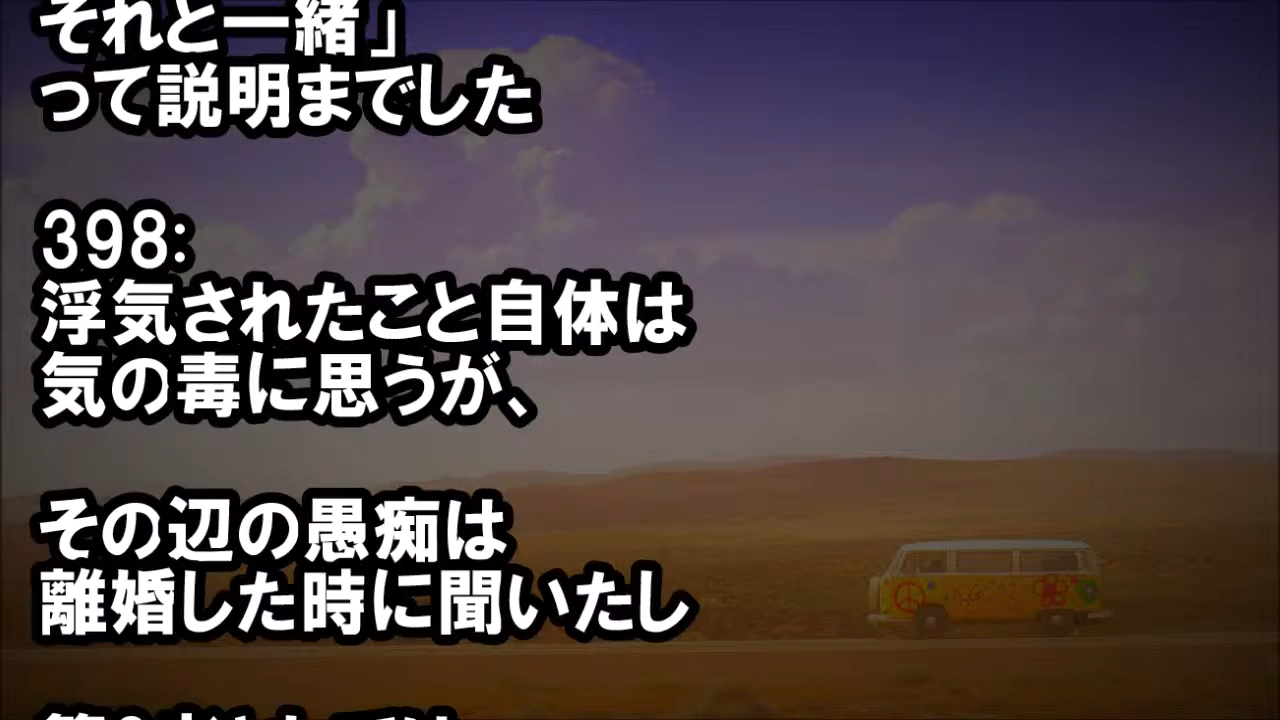 それと一緒」
って説明までした
398:
浮気されたこと自体は
気の毒に思うが、
その辺の愚痴は
離婚した時に聞いたし